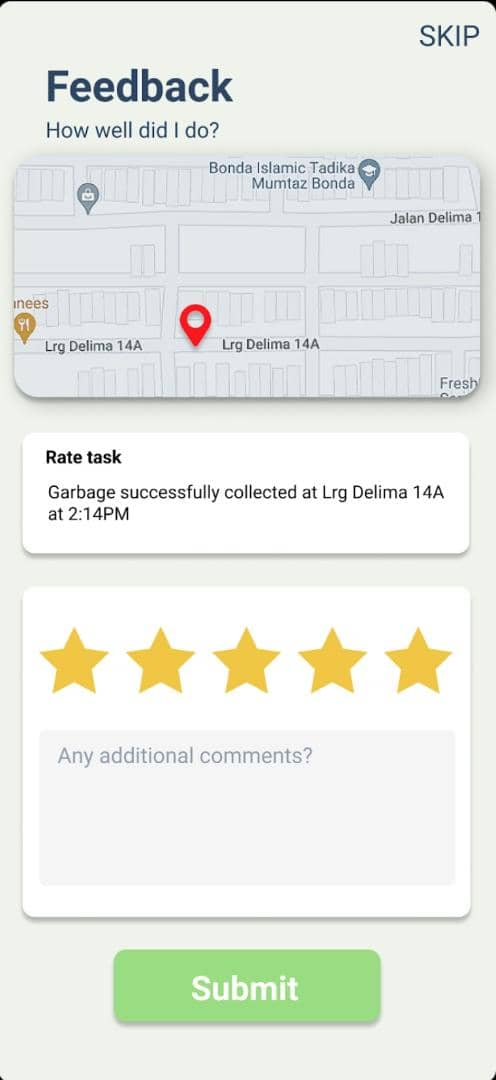 SKIP
Feedback
How well did I do?
Bonda Islamic Tadika
Mumtaz Bonda
Jalan Delima 1
nees
Lrg Delima 14A
Lrg Delima 14A
Fresh
Rate task
Garbage successfully collected at Lrg Delima 14A
at 2:14PM
Any additional comments?
Submit